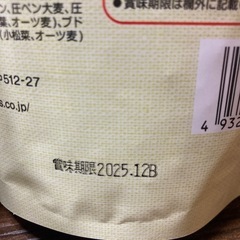 ン、圧ペン大麦、圧
葉、オーツ麦)、ブド
(小松菜、オーツ麦)
賞味期限は欄外に記載
512-27
s.co.jp/
4 932
賞味期限2025.12B